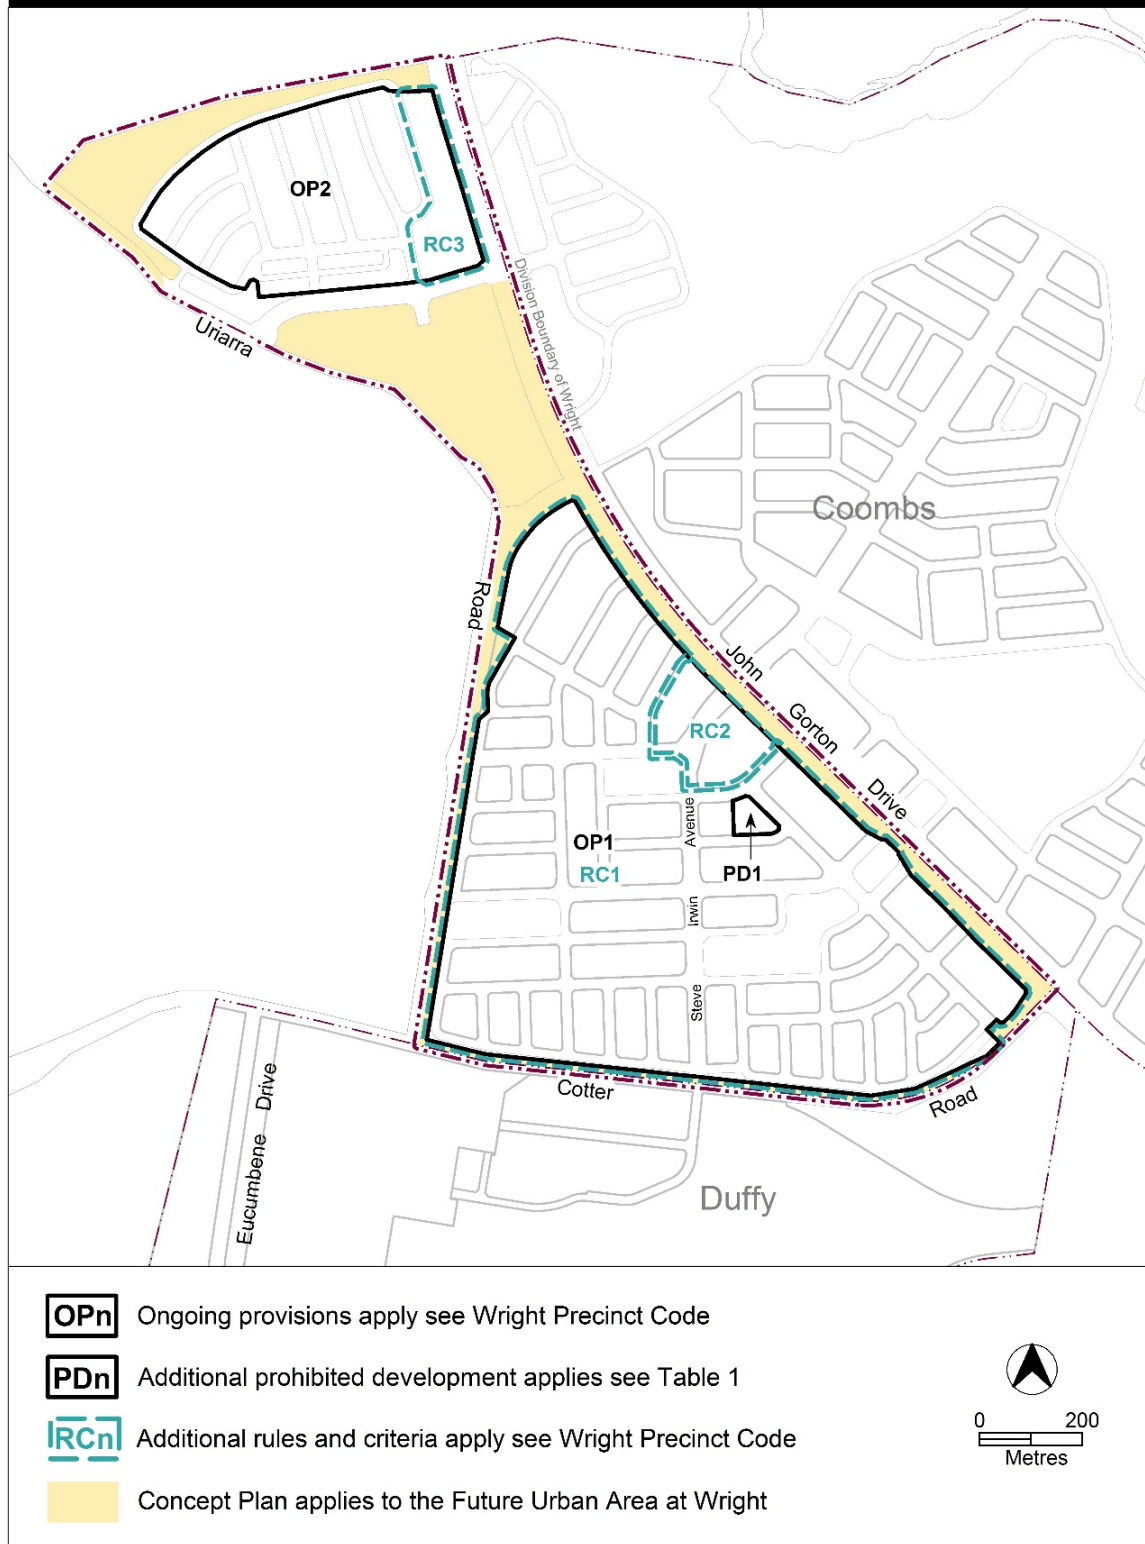 OP2
RC3
Uriarra
Division Boundary of Wright
Coombs
Road
John
Gorton
Drive
RC2
Avenue
OP1
RC1
PD1
Irwin
Steve
Cotter
Road
Eucumbene Drive
Duffy
OPn Ongoing provisions apply see Wright Precinct Code
PDn Additional prohibited development applies see Table 1
RCn Additional rules and criteria apply see Wright Precinct Code
Concept Plan applies to the Future Urban Area at Wright
0 200
Metres